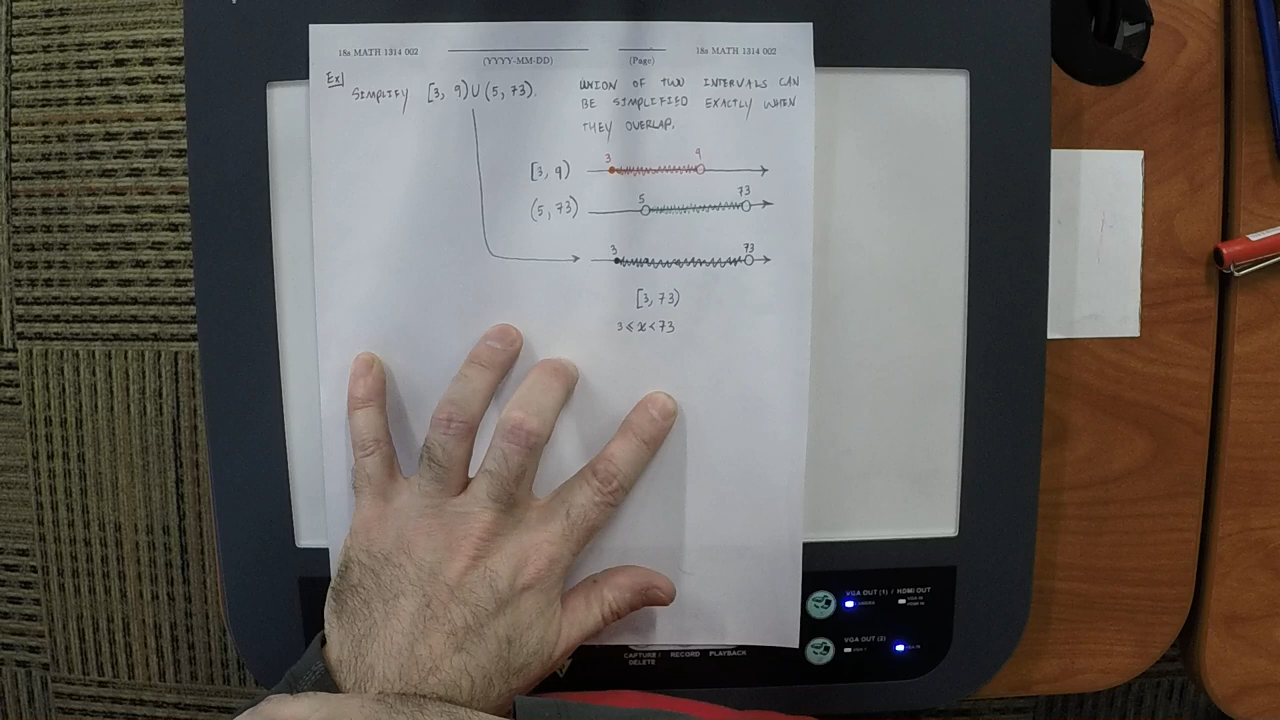 18s MATH 1314 002
(YYYY-MM-DD)
(Page)
18s MATH 1314 002
Ex)
SIMPLIFY [3, 9)∪(5, 73).
UNION OF TWO INTERVALS CAN
BE SIMPLIFIED EXACTLY WHEN
THEY OVERLAP.
[3, 9)
3
9
(5, 73)
5
73
3
73
[3, 73)
3 ⩽ x < 73
VGA OUT (1) / HDMI OUT
VGA OUT (2)
CAPTURE / DELETE
RECORD
PLAYBACK